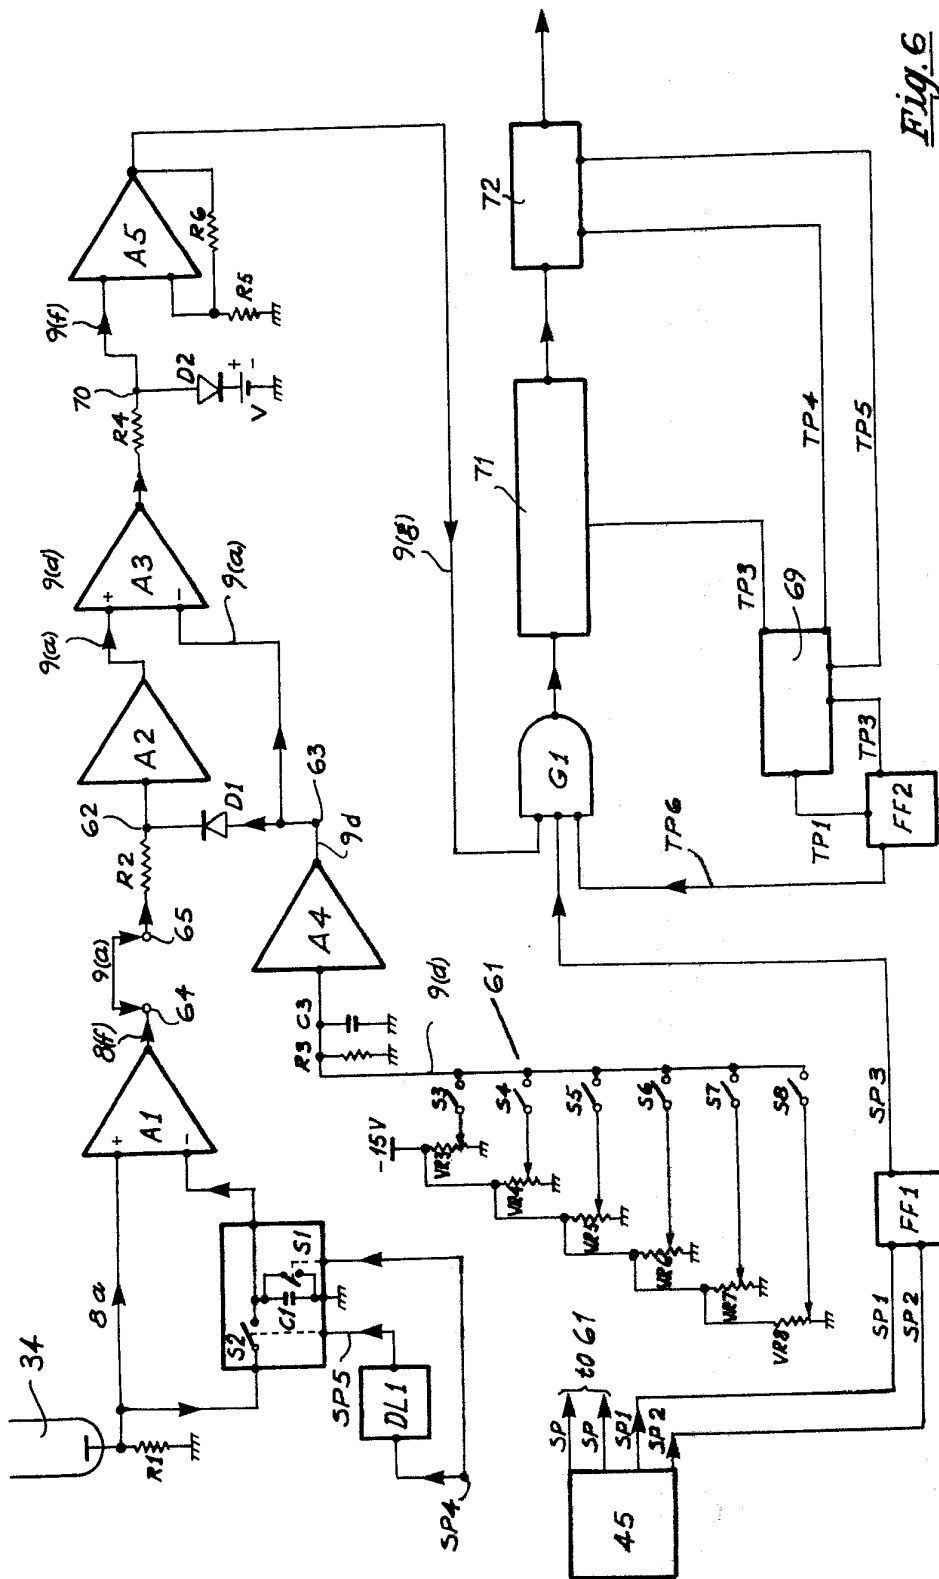 34
R1
8a
A1
+
-
8(f)
64
9(a)
65
R2
62
A2
9(a)
9(d)
A3
+
-
9(a)
R4
70
D2
+
-
V
9(f)
A5
R6
R5
S2
C1
S1
SP5
DL1
SP4
D1
63
9d
A4
R3
C3
9(d)
61
-15V
VR3
S3
VR4
S4
VR5
S5
VR6
S6
VR7
S7
VR8
S8
9(g)
G1
71
72
TP3
TP4
TP5
69
TP3
TP1
FF2
TP6
45
SP
SP
to 61
SP1
SP2
SP1
SP2
FF1
SP3
Fig. 6